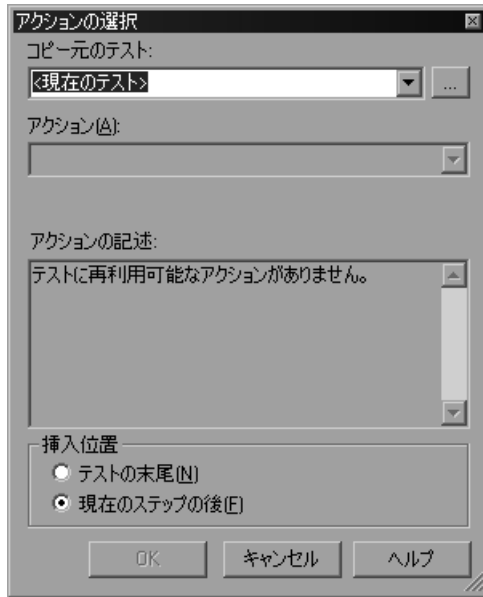 アクションの選択
コピー元のテスト:
<現在のテスト>
...
アクション(A):
アクションの記述:
テストに再利用可能なアクションがありません。
挿入位置
テストの末尾(N)
現在のステップの後(F)
OK キャンセル ヘルプ